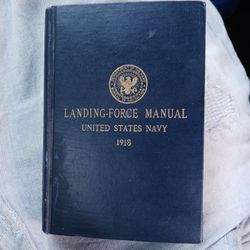 LANDING-FORCE MANUAL
UNITED STATES NAVY
1918